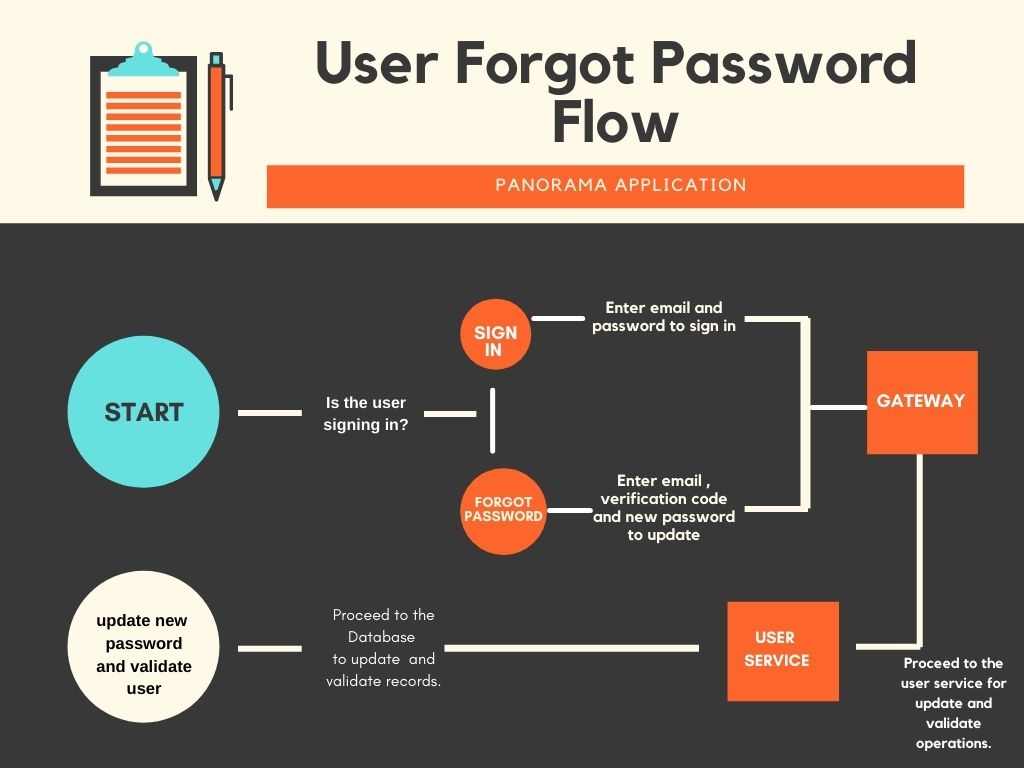 User Forgot Password
Flow
PANORAMA APPLICATION
START
Is the user
signing in?
SIGN
IN
Enter email and
password to sign in
FORGOT
PASSWORD
Enter email ,
verification code
and new password
to update
GATEWAY
Proceed to the
user service for
update and
validate
operations.
USER
SERVICE
Proceed to the
Database
to update and
validate records.
update new
password
and validate
user